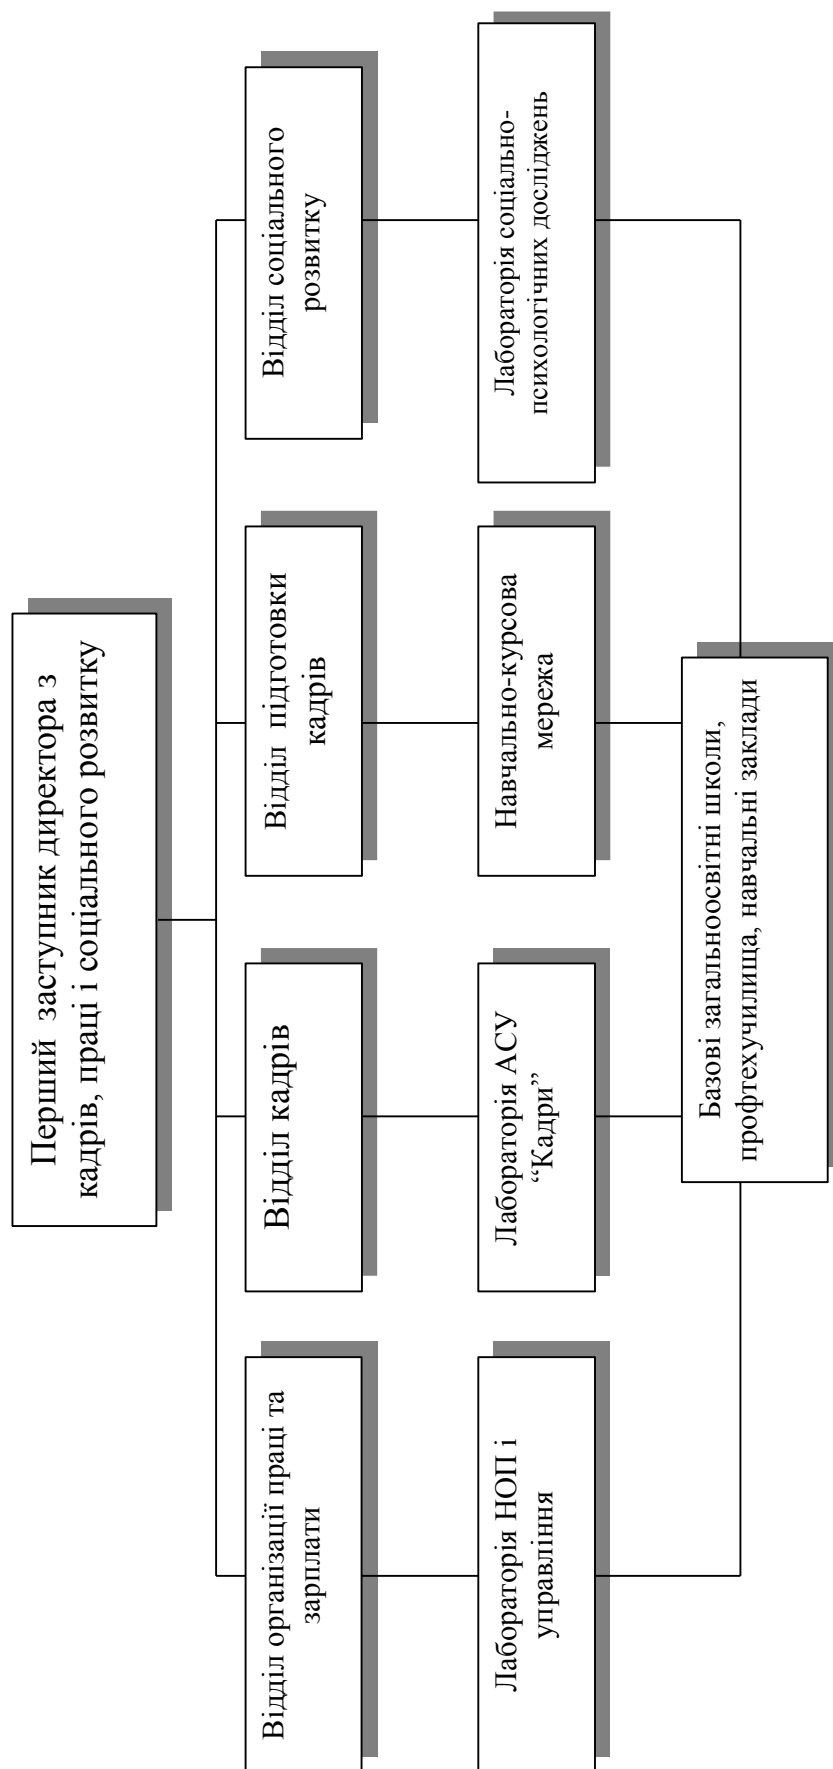 Перший заступник директора з
кадрів, праці і соціального розвитку
Відділ організації праці та
зарплати
Відділ кадрів
Відділ підготовки
кадрів
Відділ соціального
розвитку
Лабораторія НОП і
управління
Лабораторія АСУ
“Кадри”
Навчально-курсова
мережа
Лабораторія соціально-
психологічних досліджень
Базові загальноосвітні школи,
профтехучилища, навчальні заклади